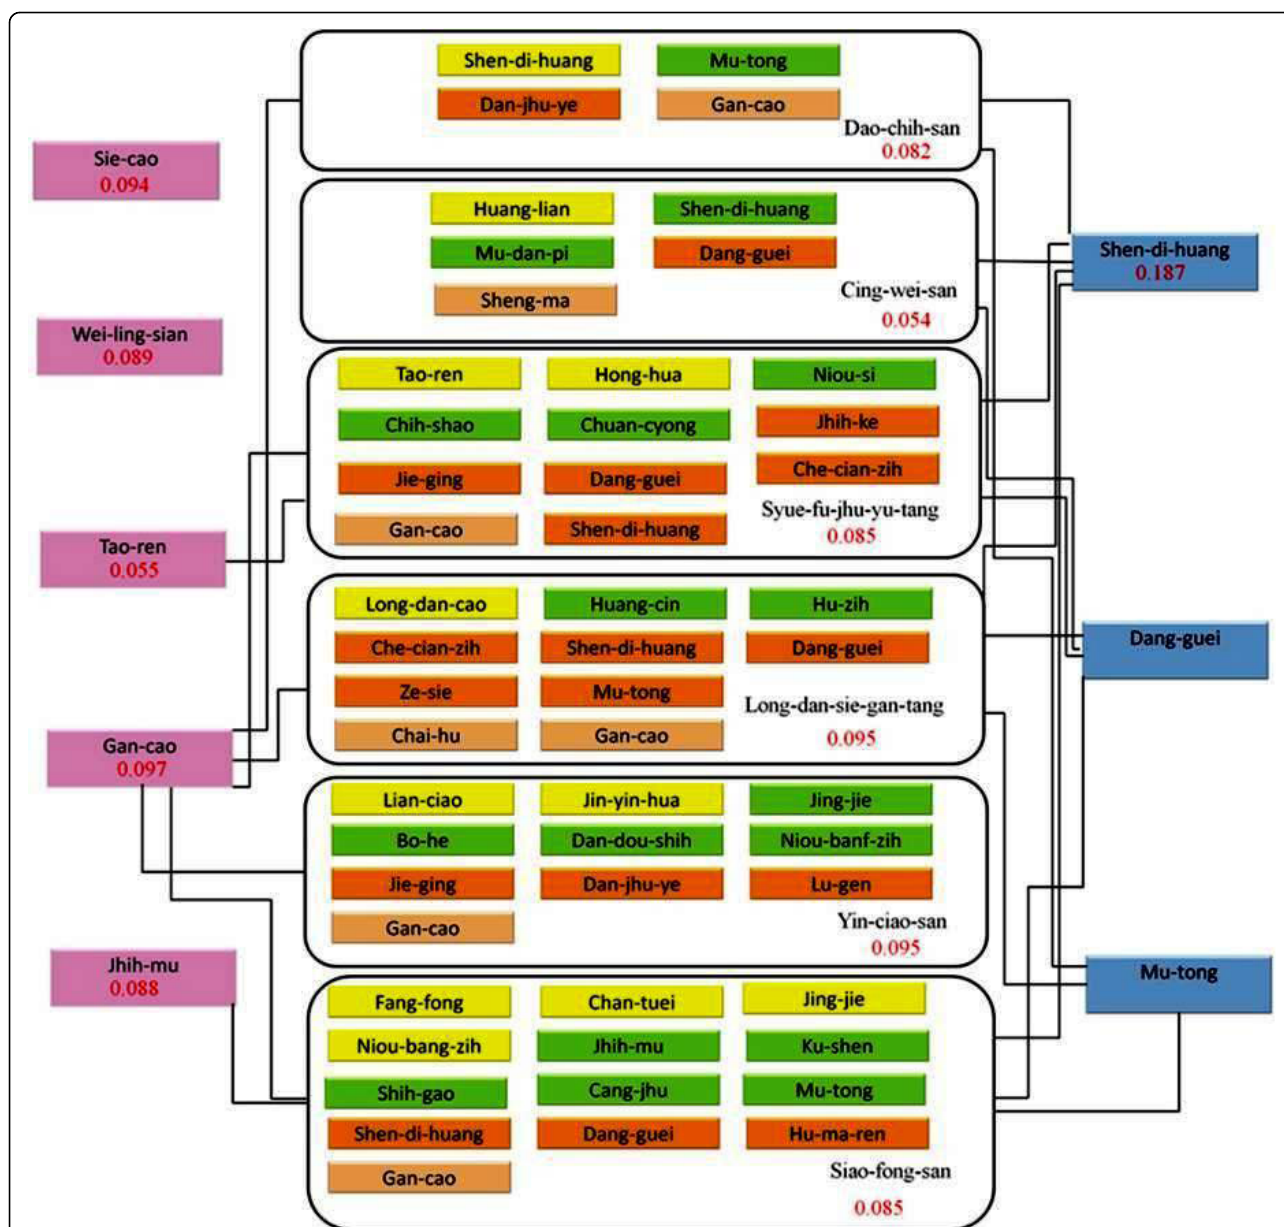 Sie-cao
0.094
Wei-ling-sian
0.089
Tao-ren
0.055
Gan-cao
0.097
Jhih-mu
0.088
Shen-di-huang Mu-tong
Dan-jhu-ye Gan-cao
Dao-chih-san
0.082
Huang-lian Shen-di-huang
Mu-dan-pi Dang-guei
Sheng-ma
Cing-wei-san
0.054
Tao-ren Hong-hua Niou-si
Chih-shao Chuan-cyong Jhih-ke
Jie-ging Dang-guei Che-cian-zih
Gan-cao Shen-di-huang
Syue-fu-jhu-yu-tang
0.085
Long-dan-cao Huang-cin Hu-zih
Che-cian-zih Shen-di-huang Dang-guei
Ze-sie Mu-tong
Chai-hu Gan-cao
Long-dan-sie-gan-tang
0.095
Lian-ciao Jin-yin-hua Jing-jie
Bo-he Dan-dou-shih Niou-banf-zih
Jie-ging Dan-jhu-ye Lu-gen
Gan-cao
Yin-ciao-san
0.095
Fang-fong Chan-tuei Jing-jie
Niou-bang-zih Jhih-mu Ku-shen
Shih-gao Cang-jhu Mu-tong
Shen-di-huang Dang-guei Hu-ma-ren
Gan-cao
Siao-fong-san
0.085
Shen-di-huang
0.187
Dang-guei
Mu-tong